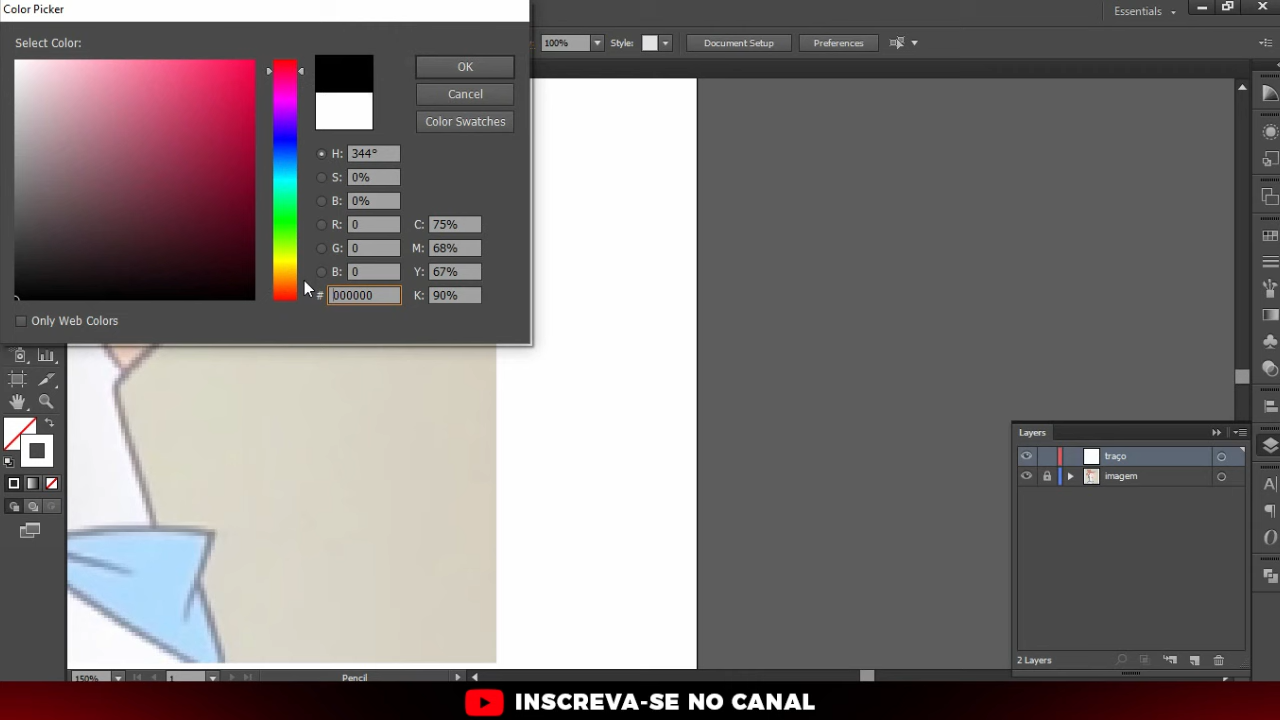 Color Picker
Essentials
Select Color:
100%
Style:
Document Setup
Preferences
OK
Cancel
Color Swatches
H: 344°
S: 0%
B: 0%
R: 0
C: 75%
G: 0
M: 68%
B: 0
Y: 67%
# 000000
K: 90%
Only Web Colors
Layers
traço
imagem
2 Layers
150%
1
Pencil
INSCREVA-SE NO CANAL